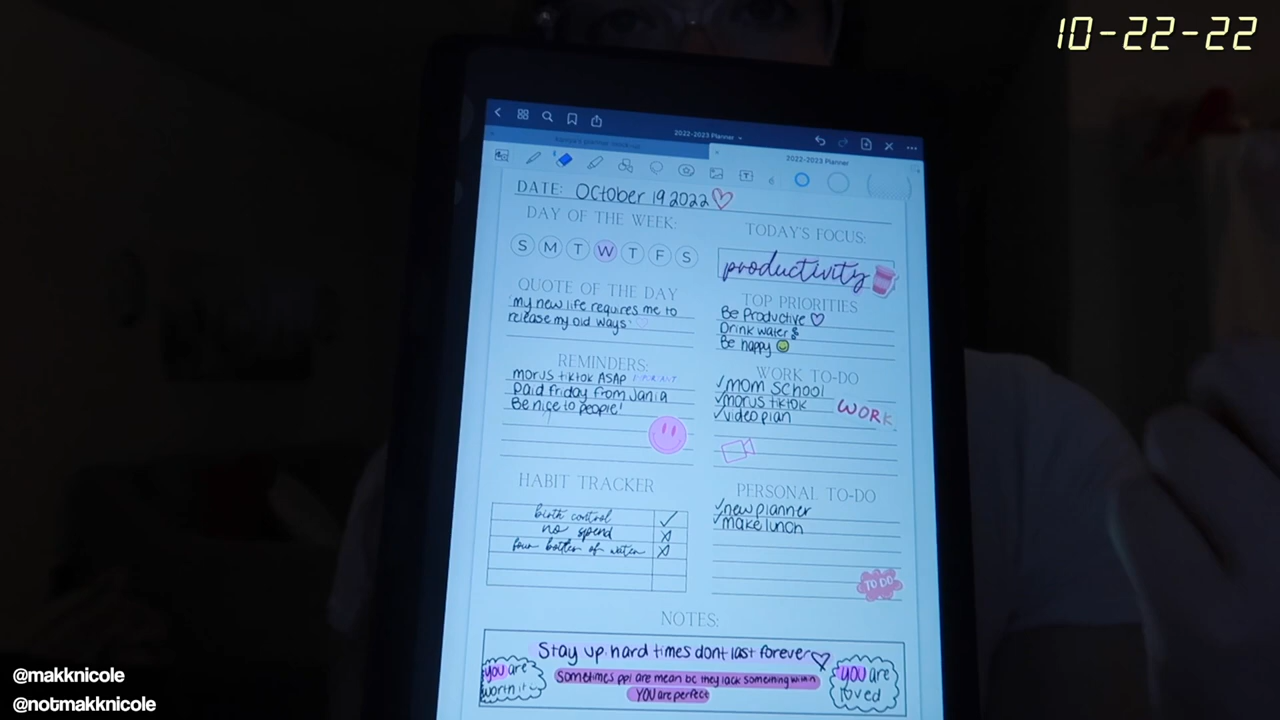 10-22-22
2022-2023 Planner
2022-2023 Planner
DATE: October 19 2022
DAY OF THE WEEK:
S M T W T F S
TODAY'S FOCUS:
productivity
QUOTE OF THE DAY
my new life requires me to
release my old ways
TOP PRIORITIES
Be Productive
Drink water
Be happy
REMINDERS:
morus tiktok ASAP
Paid friday from Jania
Be nice to people!
WORK TO-DO
✓mom school
✓morus tiktok
✓video plan
WORK
HABIT TRACKER
birth control ✓
no spend X
four bottles of water X
PERSONAL TO-DO
✓new planner
✓make lunch
TO DO
NOTES:
Stay up. hard times dont last forever
you are
worth it
Sometimes ppl are mean bc they lack something within
YOU are perfect
YOU are
loved
@makknicole
@notmakknicole